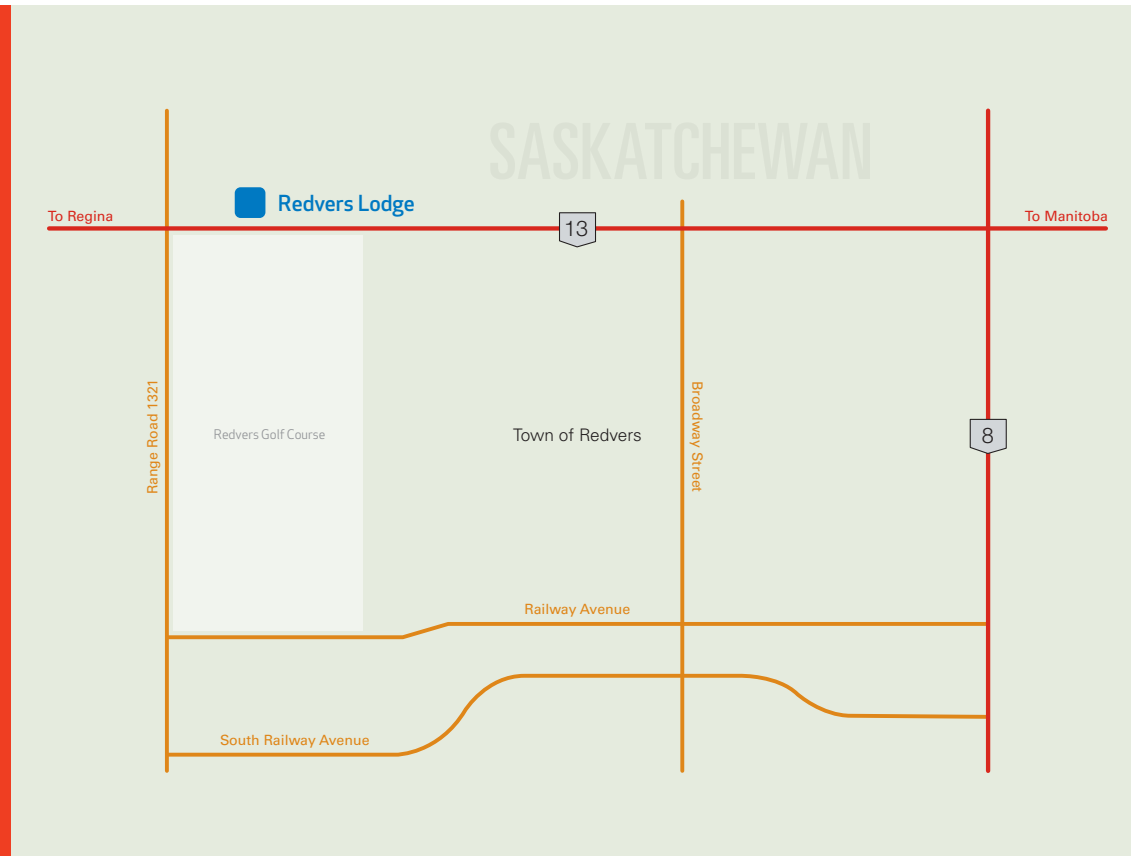 SASKATCHEWAN
Redvers Lodge
To Regina
13
To Manitoba
Range Road 1321
Redvers Golf Course
Town of Redvers
Broadway Street
8
Railway Avenue
South Railway Avenue